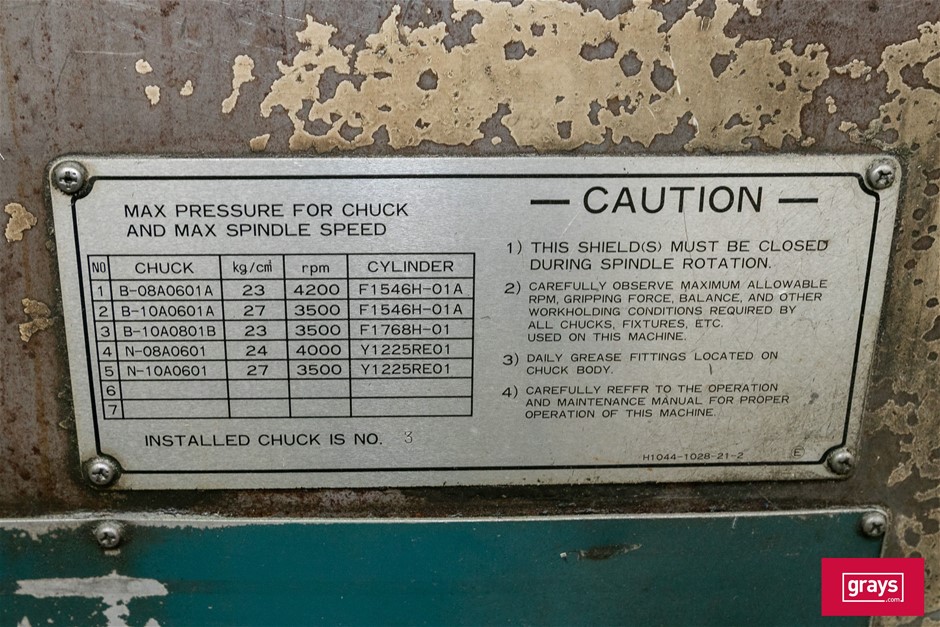 MAX PRESSURE FOR CHUCK
AND MAX SPINDLE SPEED
NO CHUCK kg/c㎡ rpm CYLINDER
1 B-08A0601A 23 4200 F1546H-01A
2 B-10A0601A 27 3500 F1546H-01A
3 B-10A0801B 23 3500 F1768H-01
4 N-08A0601 24 4000 Y1225RE01
5 N-10A0601 27 3500 Y1225RE01
6
7
INSTALLED CHUCK IS NO. 3
— CAUTION —
1) THIS SHIELD(S) MUST BE CLOSED
DURING SPINDLE ROTATION.
2) CAREFULLY OBSERVE MAXIMUM ALLOWABLE
RPM, GRIPPING FORCE, BALANCE, AND OTHER
WORKHOLDING CONDITIONS REQUIRED BY
ALL CHUCKS, FIXTURES, ETC.
USED ON THIS MACHINE.
3) DAILY GREASE FITTINGS LOCATED ON
CHUCK BODY.
4) CAREFULLY REFFR TO THE OPERATION
AND MAINTENANCE MANUAL FOR PROPER
OPERATION OF THIS MACHINE.
H1044-1028-21-2 E
grays
.com